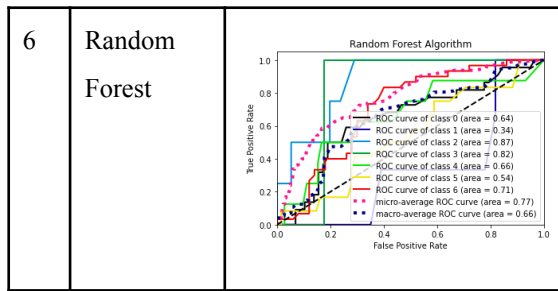 6
Random
Forest
Random Forest Algorithm
True Positive Rate
1.0
0.8
0.6
0.4
0.2
0.0
ROC curve of class 0 (area = 0.64)
ROC curve of class 1 (area = 0.34)
ROC curve of class 2 (area = 0.87)
ROC curve of class 3 (area = 0.82)
ROC curve of class 4 (area = 0.66)
ROC curve of class 5 (area = 0.54)
ROC curve of class 6 (area = 0.71)
micro-average ROC curve (area = 0.77)
macro-average ROC curve (area = 0.66)
0.0 0.2 0.4 0.6 0.8 1.0
False Positive Rate